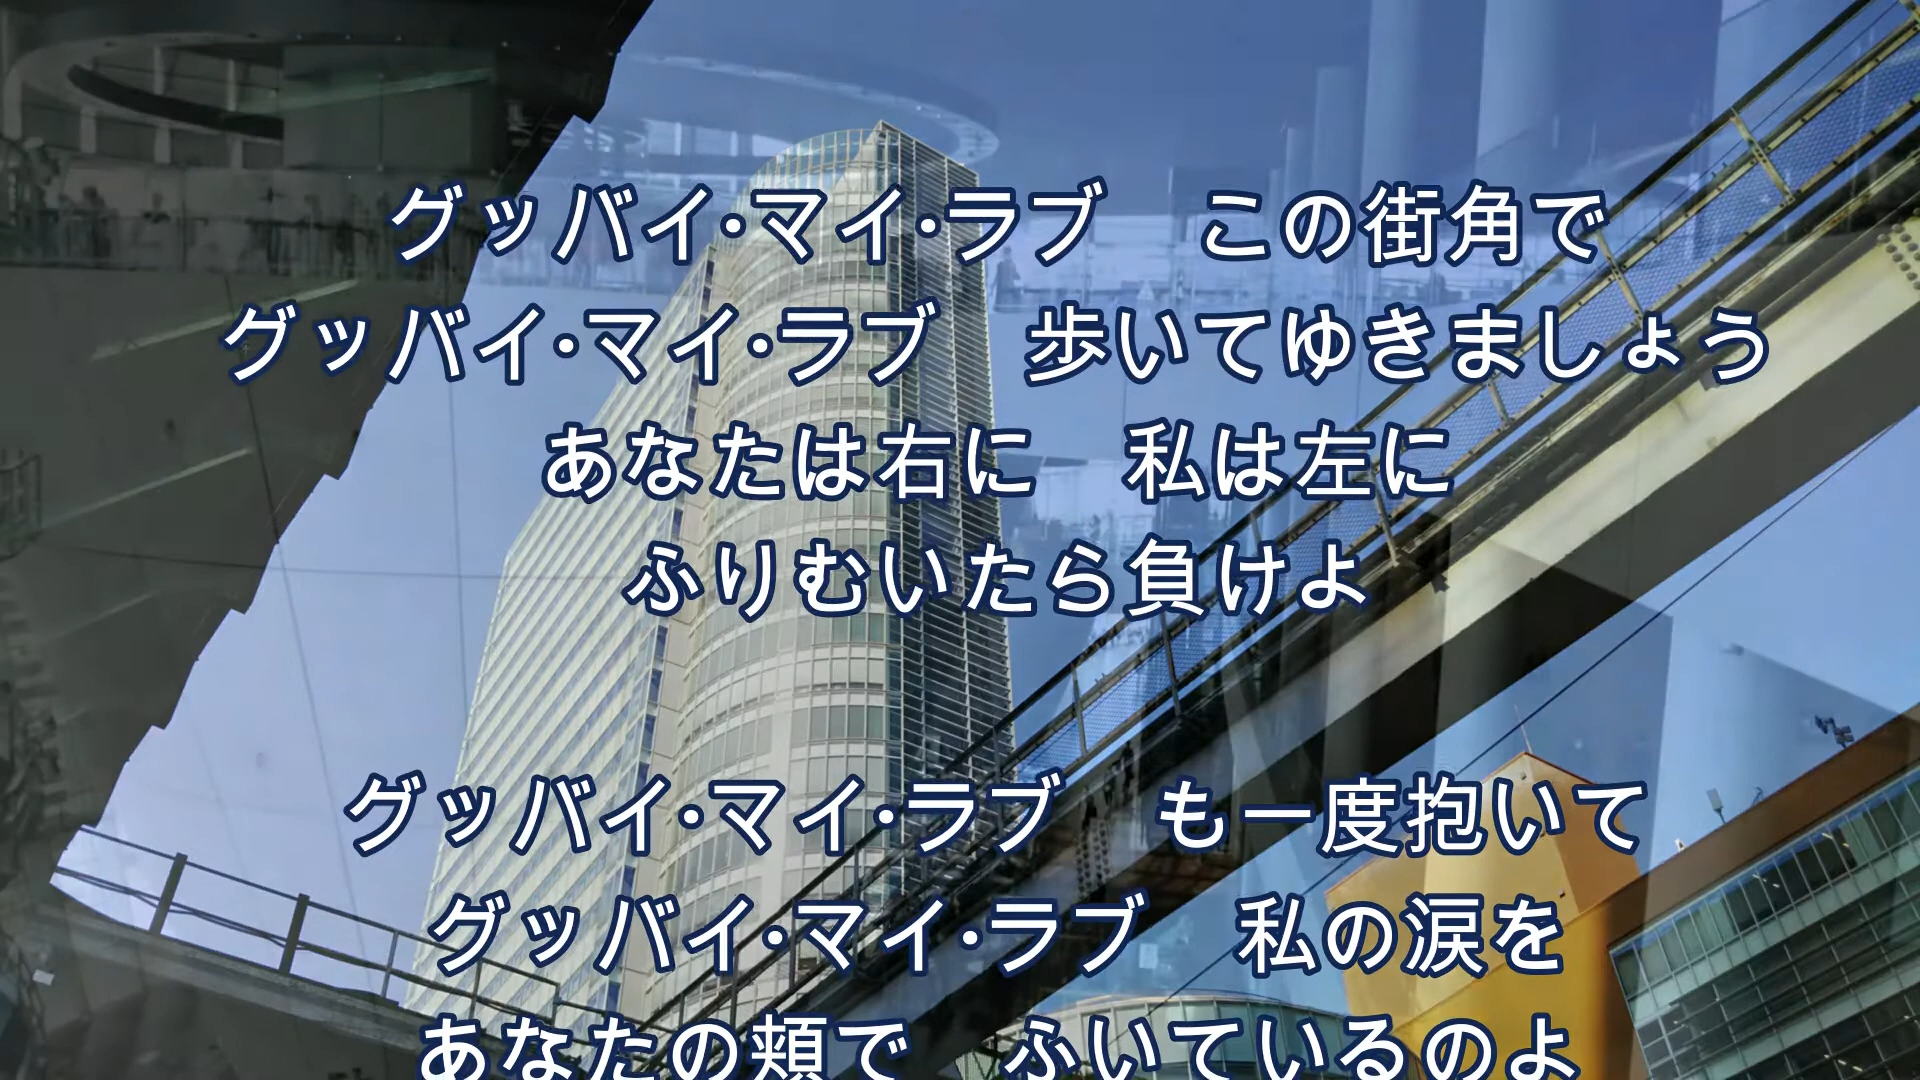 グッバイ・マイ・ラブ　この街角で
グッバイ・マイ・ラブ　歩いてゆきましょう
あなたは右に　私は左に
ふりむいたら負けよ
グッバイ・マイ・ラブ　も一度抱いて
グッバイ・マイ・ラブ　私の涙を
あなたの頬で　ふいているのよ